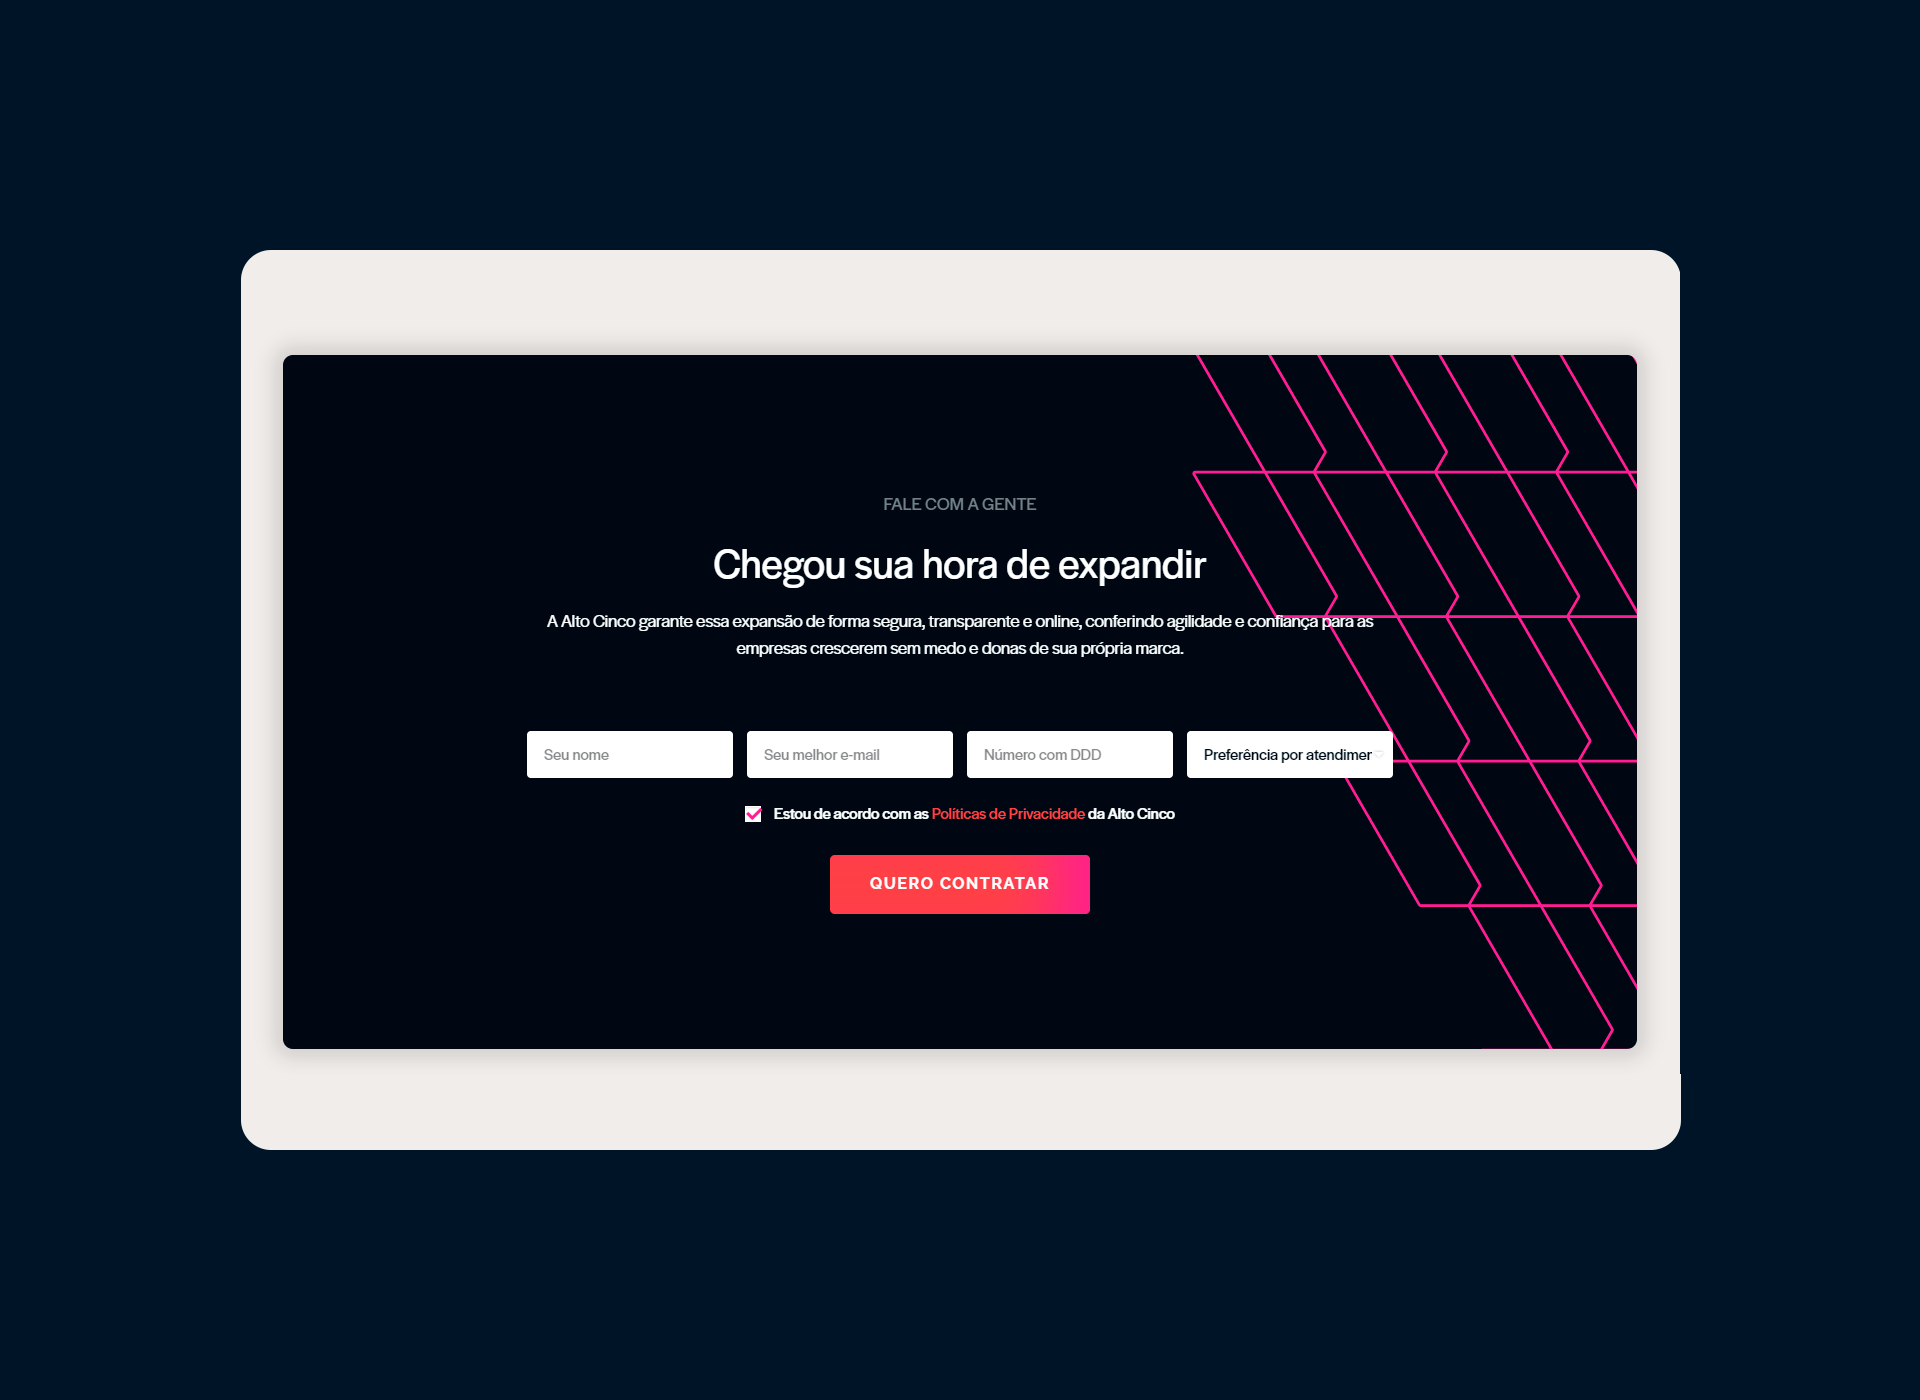 FALE COM A GENTE
Chegou sua hora de expandir
A Alto Cinco garante essa expansão de forma segura, transparente e online, conferindo agilidade e confiança para as
empresas crescerem sem medo e donas de sua própria marca.
Seu nome
Seu melhor e-mail
Número com DDD
Preferência por atendimer
Estou de acordo com as Políticas de Privacidade da Alto Cinco
QUERO CONTRATAR